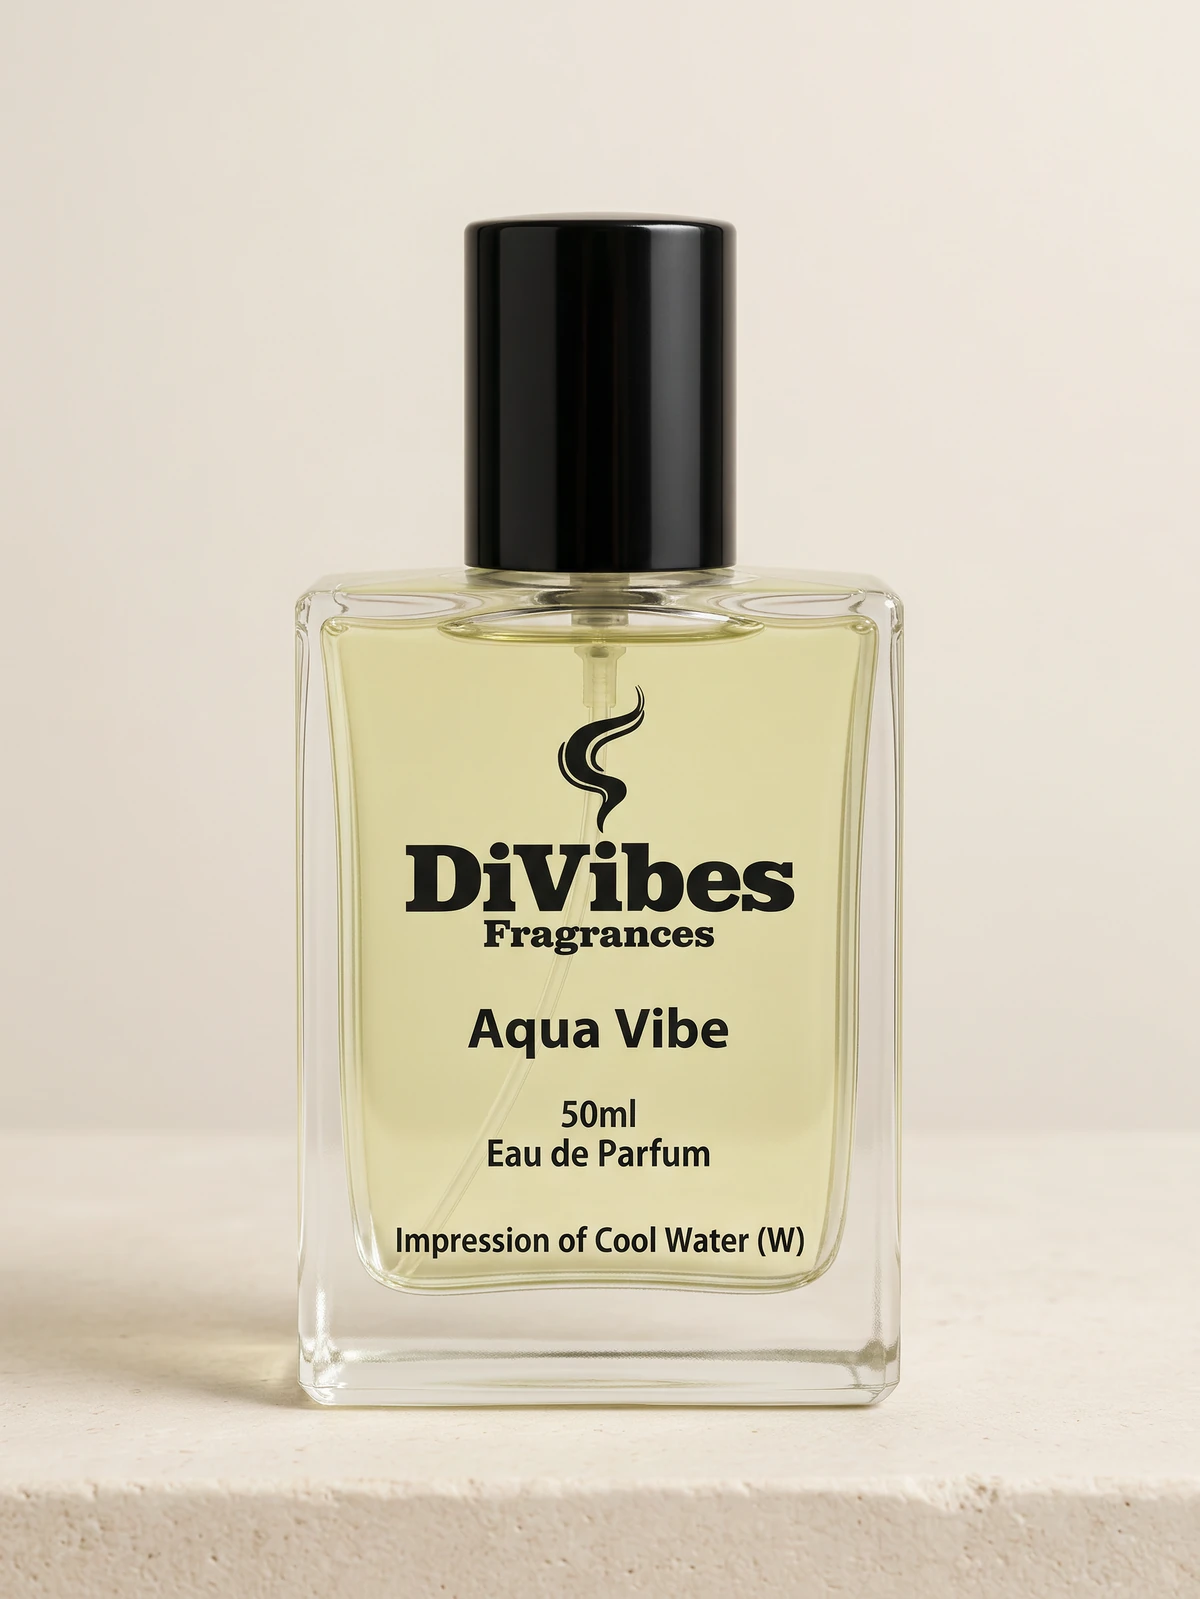 DiVibes
Fragrances
Aqua Vibe
50ml
Eau de Parfum
Impression of Cool Water (W)